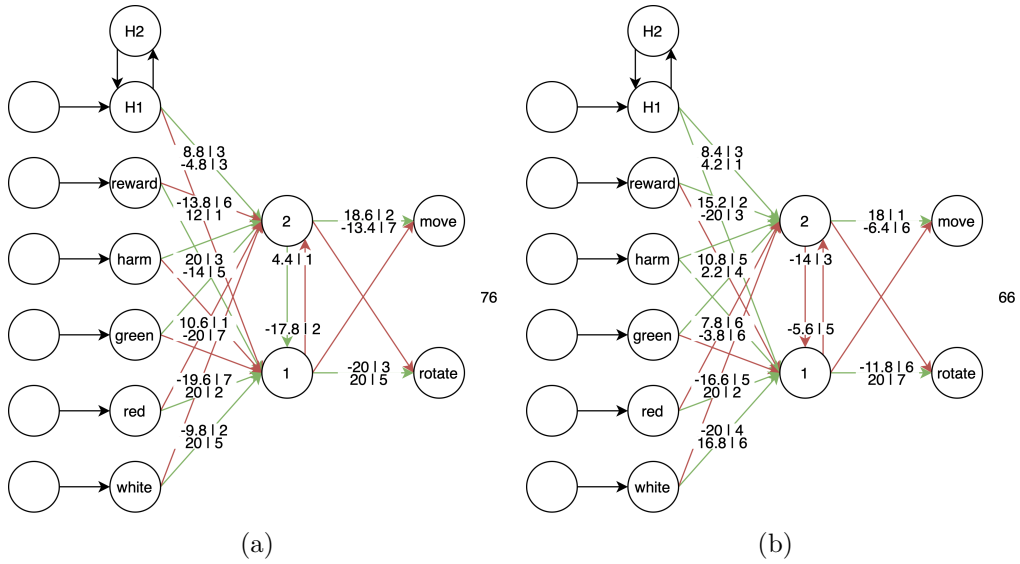 H2
H1
8.8 | 3
-4.8 | 3
reward
-13.8 | 6
12 | 1
2
18.6 | 2
-13.4 | 7
move
harm
20 | 3
-14 | 5
4.4 | 1
76
green
10.6 | 1
-20 | 7
-17.8 | 2
1
-20 | 3
20 | 5
rotate
red
-19.6 | 7
20 | 2
-9.8 | 2
20 | 5
white
(a)
H2
H1
8.4 | 3
4.2 | 1
reward
15.2 | 2
-20 | 3
2
18 | 1
-6.4 | 6
move
harm
10.8 | 5
2.2 | 4
-14 | 3
66
green
7.8 | 6
-3.8 | 6
-5.6 | 5
1
-11.8 | 6
20 | 7
rotate
red
-16.6 | 5
20 | 2
-20 | 4
16.8 | 6
white
(b)